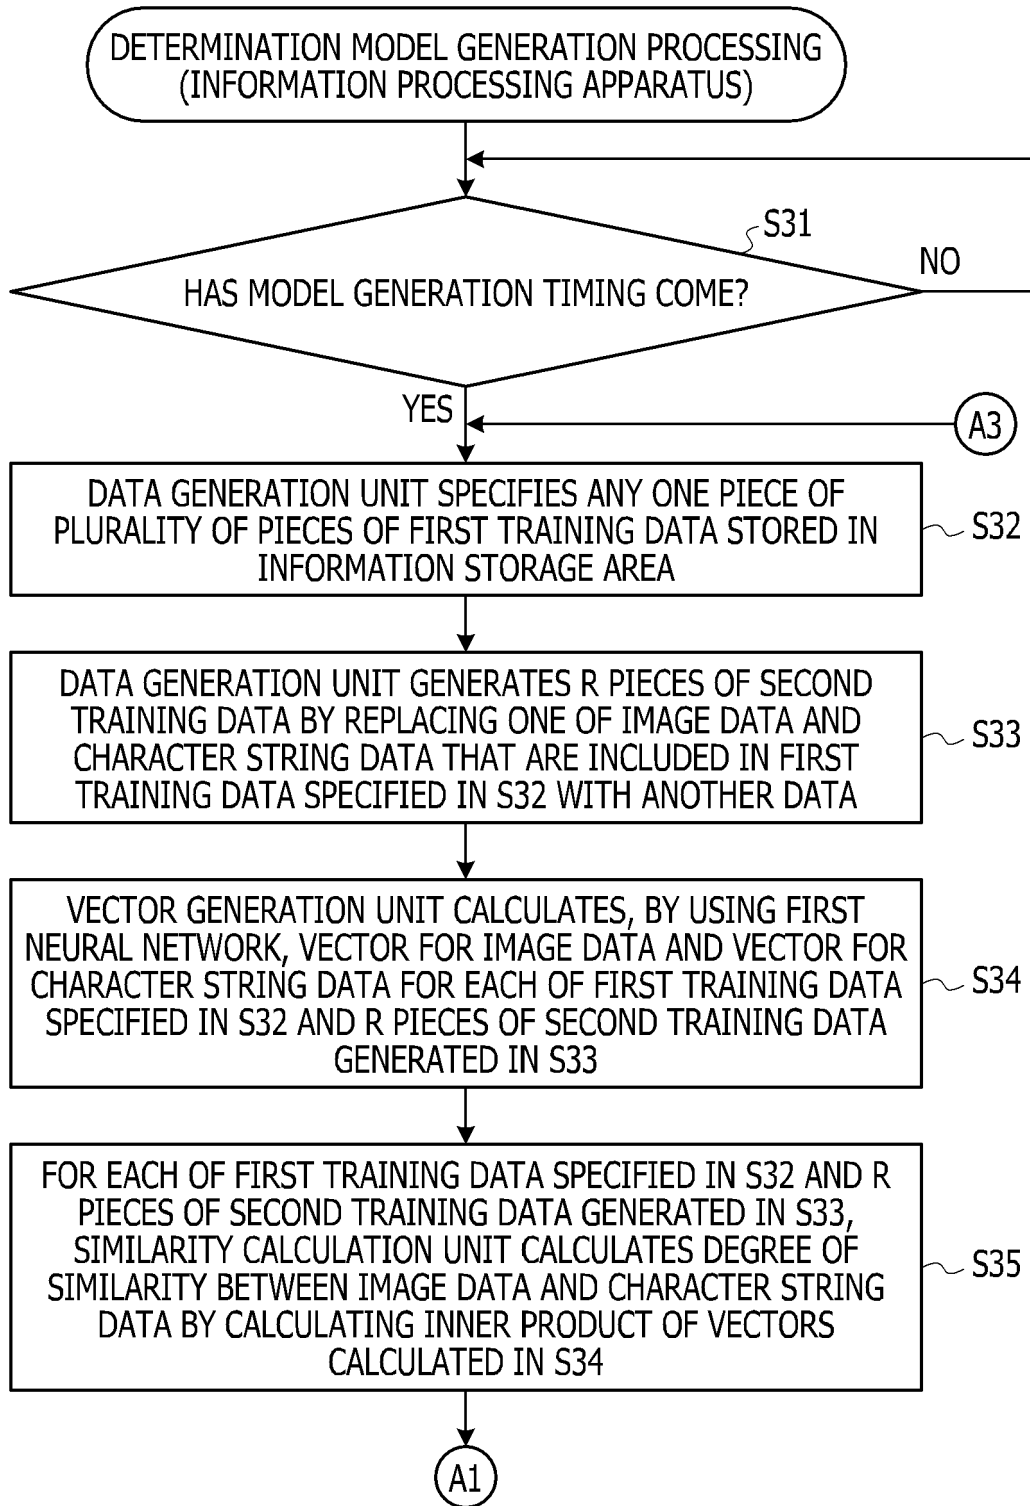 DETERMINATION MODEL GENERATION PROCESSING
(INFORMATION PROCESSING APPARATUS)
S31
HAS MODEL GENERATION TIMING COME?
NO
YES
A3
DATA GENERATION UNIT SPECIFIES ANY ONE PIECE OF
PLURALITY OF PIECES OF FIRST TRAINING DATA STORED IN
INFORMATION STORAGE AREA
S32
DATA GENERATION UNIT GENERATES R PIECES OF SECOND
TRAINING DATA BY REPLACING ONE OF IMAGE DATA AND
CHARACTER STRING DATA THAT ARE INCLUDED IN FIRST
TRAINING DATA SPECIFIED IN S32 WITH ANOTHER DATA
S33
VECTOR GENERATION UNIT CALCULATES, BY USING FIRST
NEURAL NETWORK, VECTOR FOR IMAGE DATA AND VECTOR FOR
CHARACTER STRING DATA FOR EACH OF FIRST TRAINING DATA
SPECIFIED IN S32 AND R PIECES OF SECOND TRAINING DATA
GENERATED IN S33
S34
FOR EACH OF FIRST TRAINING DATA SPECIFIED IN S32 AND R
PIECES OF SECOND TRAINING DATA GENERATED IN S33,
SIMILARITY CALCULATION UNIT CALCULATES DEGREE OF
SIMILARITY BETWEEN IMAGE DATA AND CHARACTER STRING
DATA BY CALCULATING INNER PRODUCT OF VECTORS
CALCULATED IN S34
S35
A1